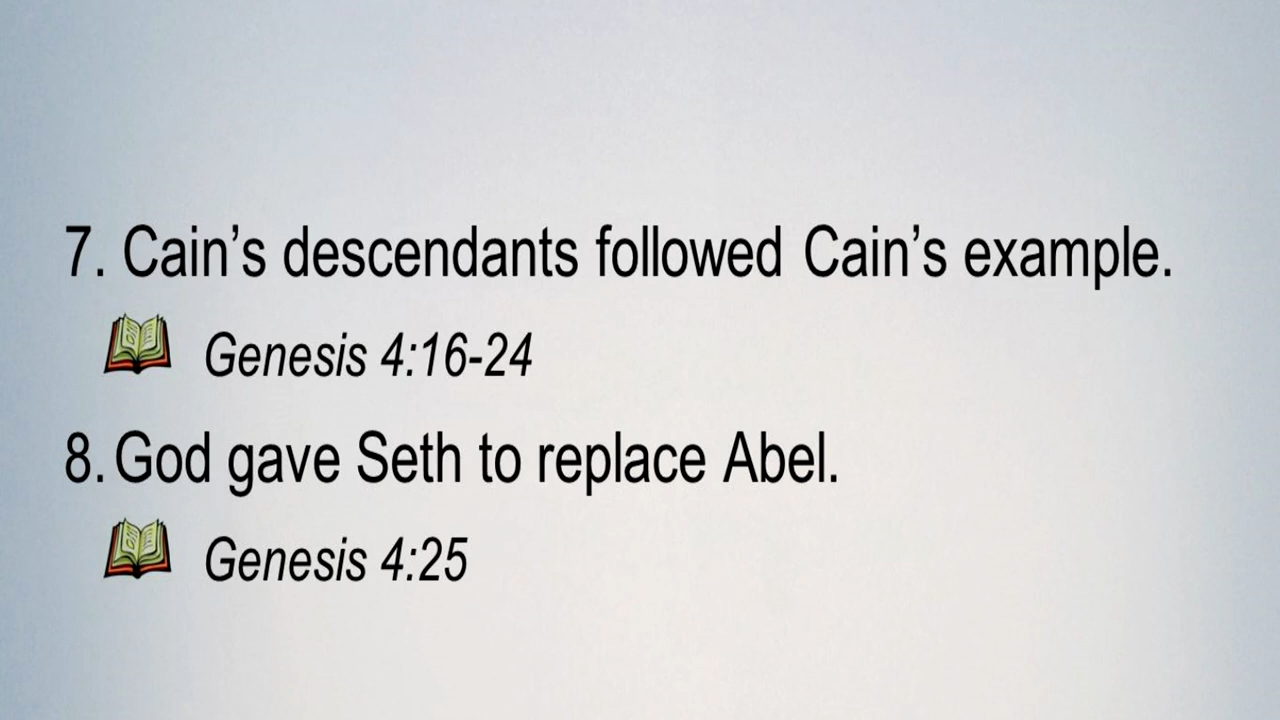 7. Cain’s descendants followed Cain’s example.
Genesis 4:16-24
8. God gave Seth to replace Abel.
Genesis 4:25